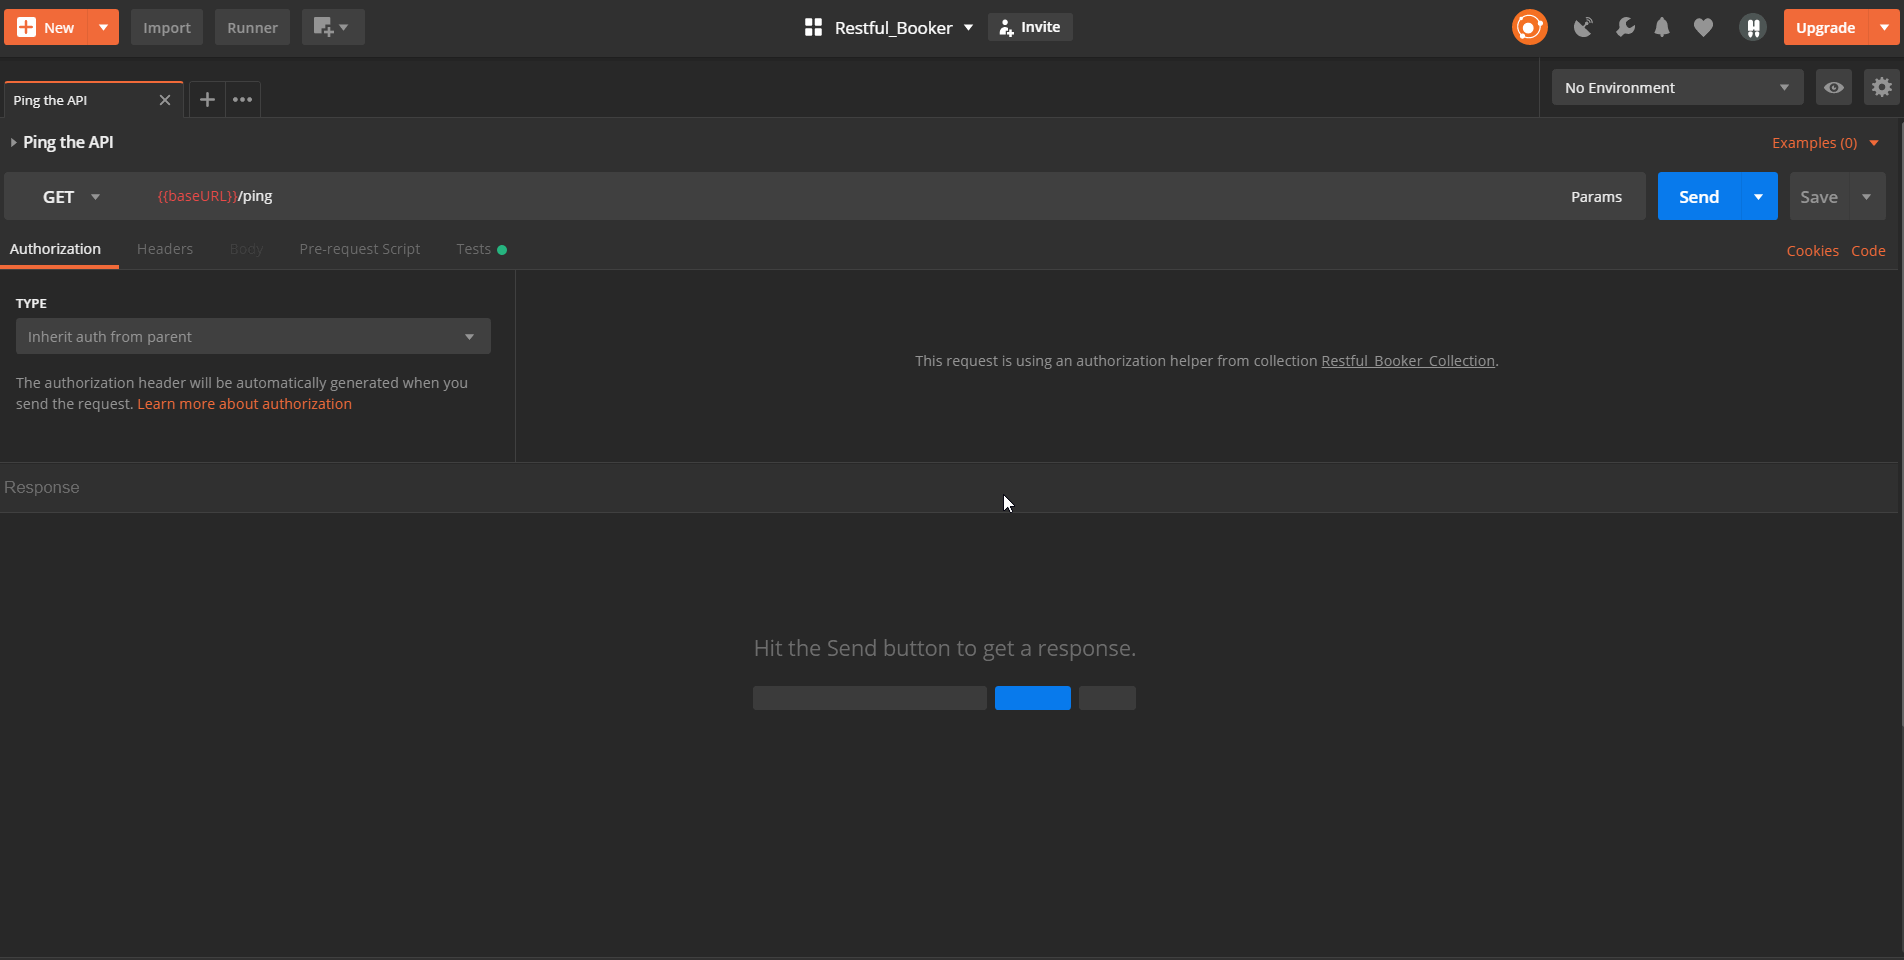 New
Import
Runner
Restful_Booker
Invite
Upgrade
Ping the API
No Environment
Ping the API
Examples (0)
GET
{{baseURL}}/ping
Params
Send
Save
Authorization
Headers
Body
Pre-request Script
Tests
Cookies
Code
TYPE
Inherit auth from parent
The authorization header will be automatically generated when you
send the request. Learn more about authorization
This request is using an authorization helper from collection Restful_Booker_Collection.
Response
Hit the Send button to get a response.